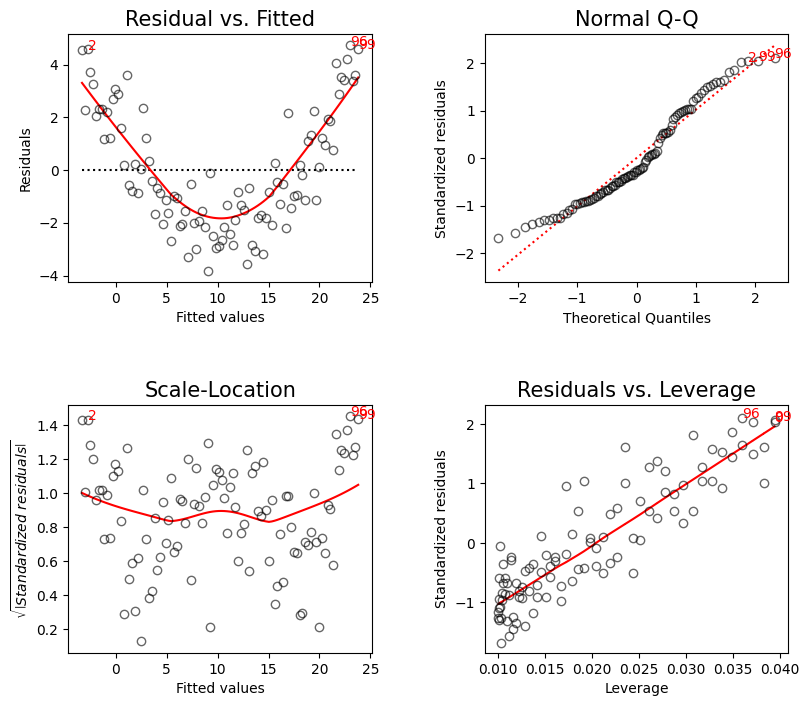 Residual vs. Fitted
Residuals
4
2
0
−2
−4
2
96
99
0 5 10 15 20 25
Fitted values
Normal Q-Q
Standardized residuals
2
1
0
−1
−2
2 99 96
−2 −1 0 1 2
Theoretical Quantiles
Scale-Location
√|Standardized residuals|
1.4
1.2
1.0
0.8
0.6
0.4
0.2
2
96
99
0 5 10 15 20 25
Fitted values
Residuals vs. Leverage
Standardized residuals
2
1
0
−1
96
99
0.010 0.015 0.020 0.025 0.030 0.035 0.040
Leverage